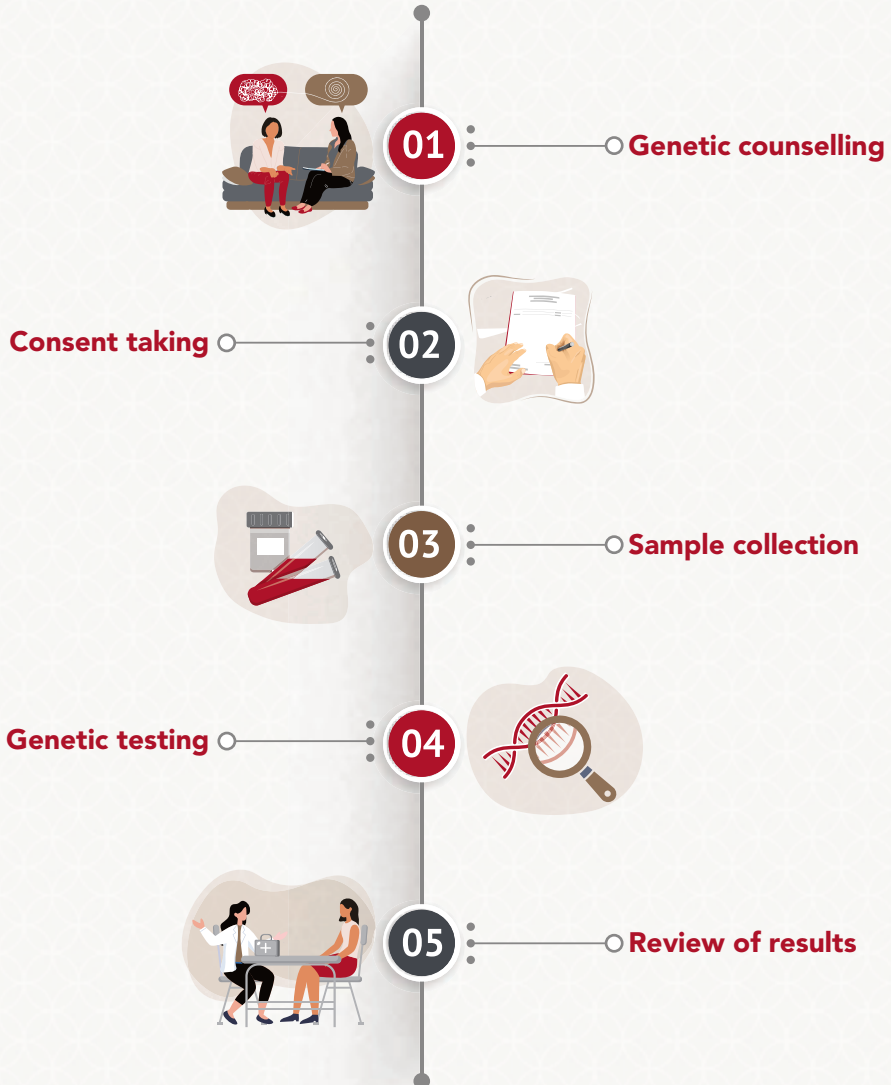 01
Genetic counselling
Consent taking
02
03
Sample collection
Genetic testing
04
05
Review of results